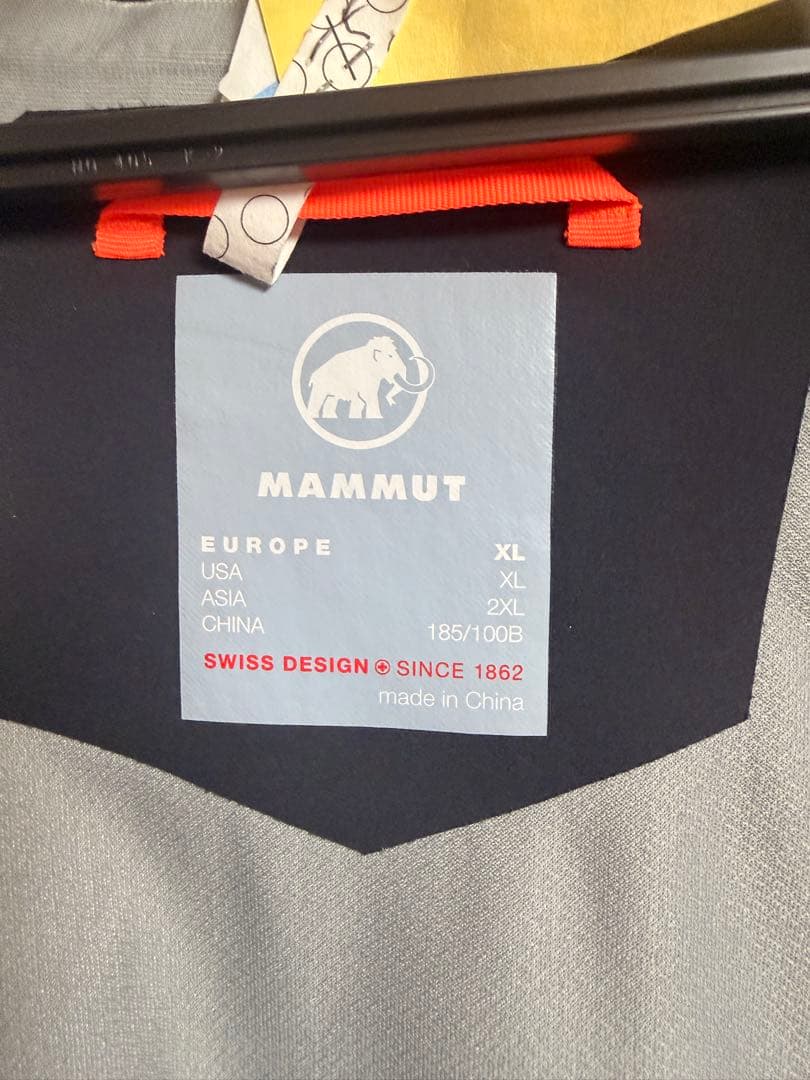 MAMMUT
EUROPE XL
USA XL
ASIA 2XL
CHINA 185/100B
SWISS DESIGN SINCE 1862
made in China